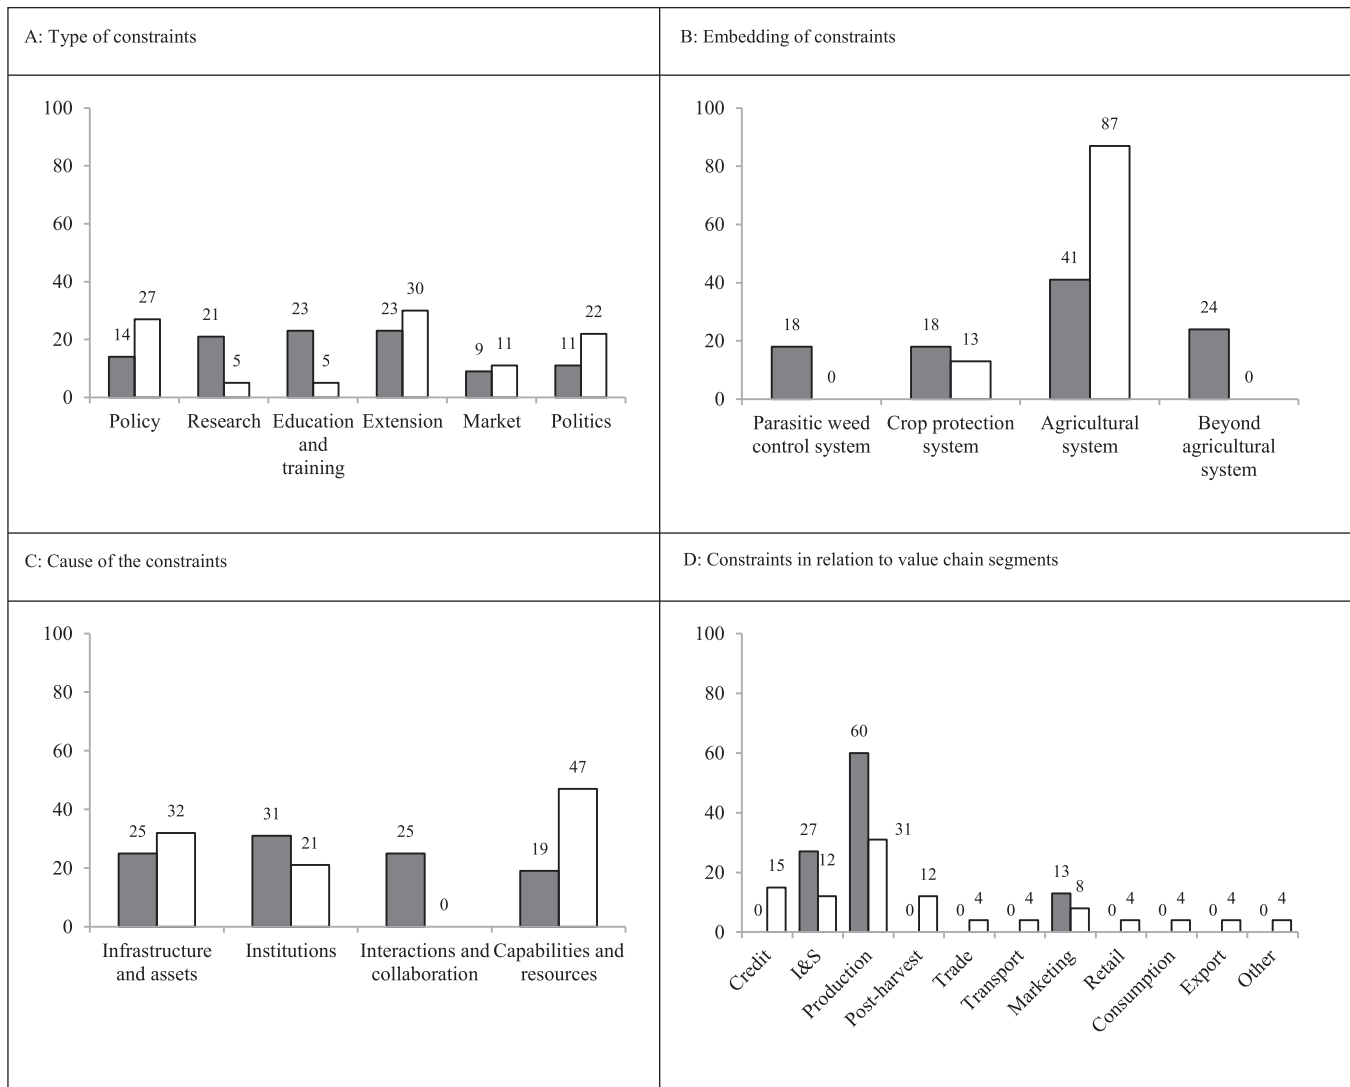 A: Type of constraints
B: Embedding of constraints
100
80
60
40
20
0
14
27
21
5
23
5
23
30
9
11
11
22
Policy
Research
Education
and
training
Extension
Market
Politics
100
80
60
40
20
0
18
0
18
13
41
87
24
0
Parasitic weed
control system
Crop protection
system
Agricultural
system
Beyond
agricultural
system
C: Cause of the constraints
D: Constraints in relation to value chain segments
100
80
60
40
20
0
25
32
31
21
25
0
19
47
Infrastructure
and assets
Institutions
Interactions and
collaboration
Capabilities and
resources
100
80
60
40
20
0
0
15
27
12
60
31
0
12
0
4
0
4
13
8
0
4
0
4
0
4
0
4
Credit
I&S
Production
Post-harvest
Trade
Transport
Marketing
Retail
Consumption
Export
Other